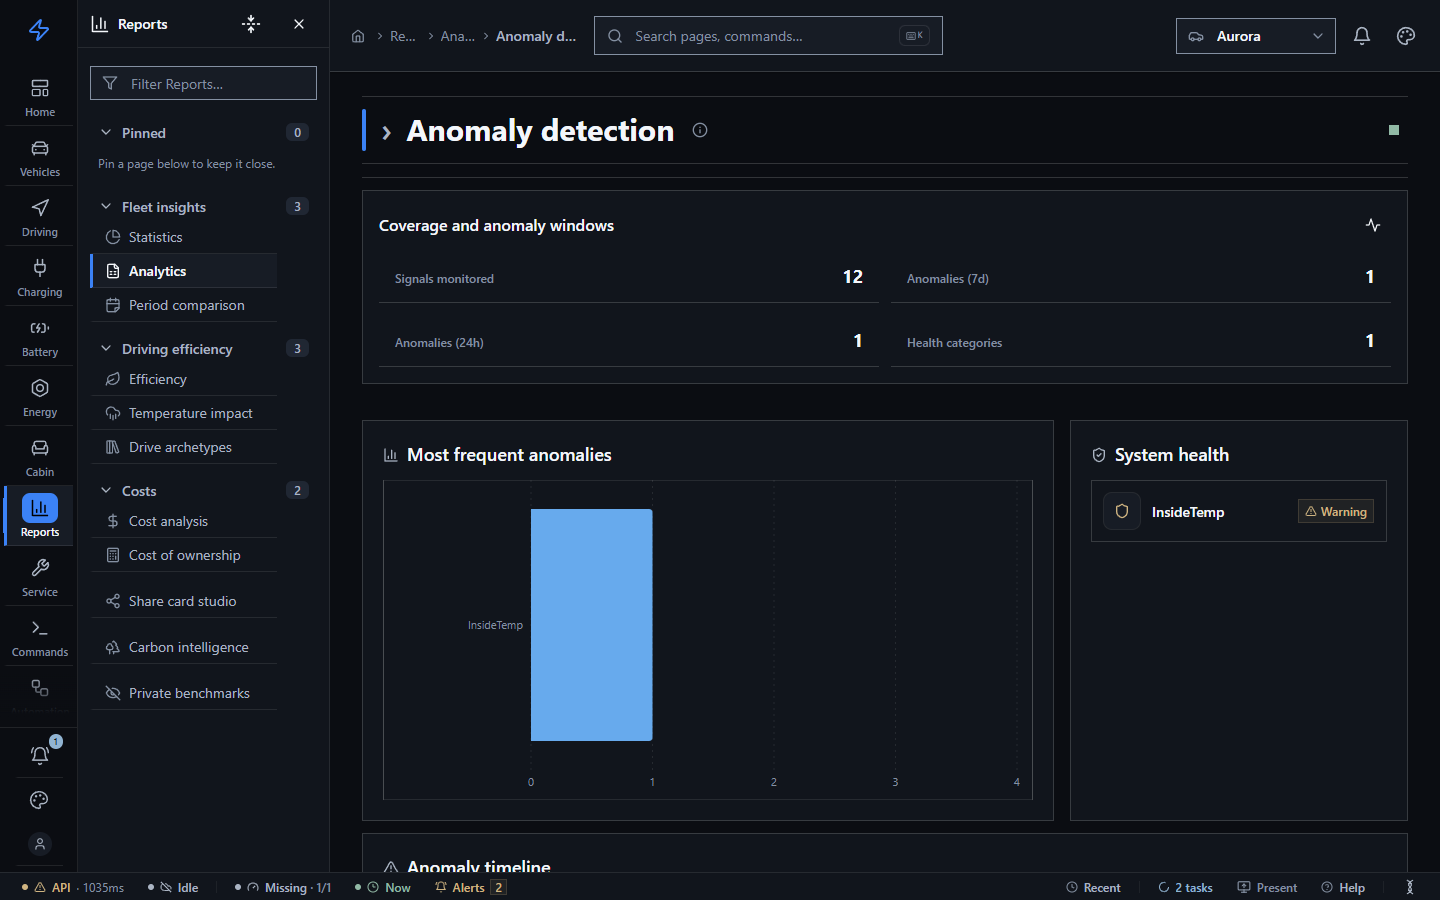 Reports
Re...
Ana...
Anomaly d...
Search pages, commands...
K
Aurora
Home
Vehicles
Driving
Charging
Battery
Energy
Cabin
Reports
Service
Commands
1
Filter Reports...
Pinned 0
Pin a page below to keep it close.
Fleet insights 3
Statistics
Analytics
Period comparison
Driving efficiency 3
Efficiency
Temperature impact
Drive archetypes
Costs 2
Cost analysis
Cost of ownership
Share card studio
Carbon intelligence
Private benchmarks
Anomaly detection
Coverage and anomaly windows
Signals monitored 12
Anomalies (7d) 1
Anomalies (24h) 1
Health categories 1
Most frequent anomalies
InsideTemp
0 1 2 3 4
System health
InsideTemp Warning
Anomaly timeline
API · 1035ms
Idle
Missing · 1/1
Now
Alerts 2
Recent
2 tasks
Present
Help